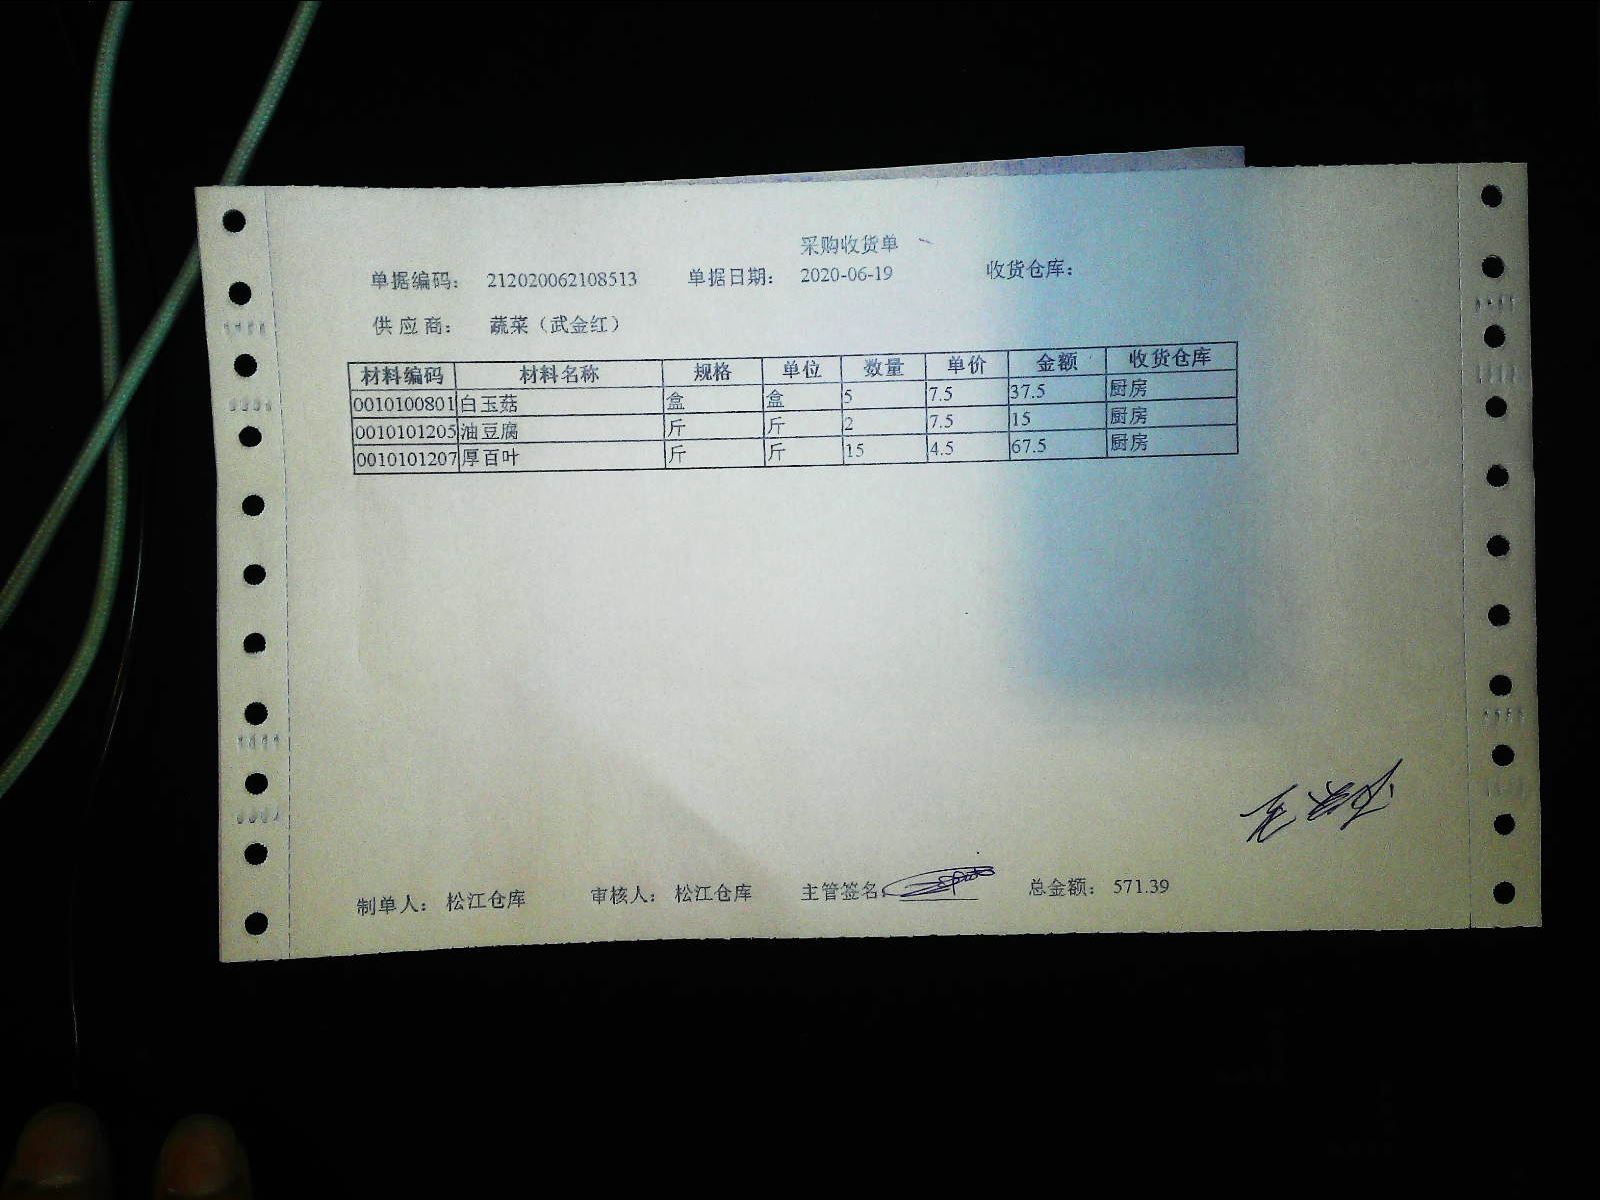 采购收货单
单据编码： 212020062108513 单据日期： 2020-06-19 收货仓库：
供 应 商： 蔬菜（武金红）
材料编码 材料名称 规格 单位 数量 单价 金额 收货仓库
0010100801 白玉菇 盒 盒 5 7.5 37.5 厨房
0010101205 油豆腐 斤 斤 2 7.5 15 厨房
0010101207 厚百叶 斤 斤 15 4.5 67.5 厨房
制单人： 松江仓库 审核人： 松江仓库 主管签名 总金额： 571.39